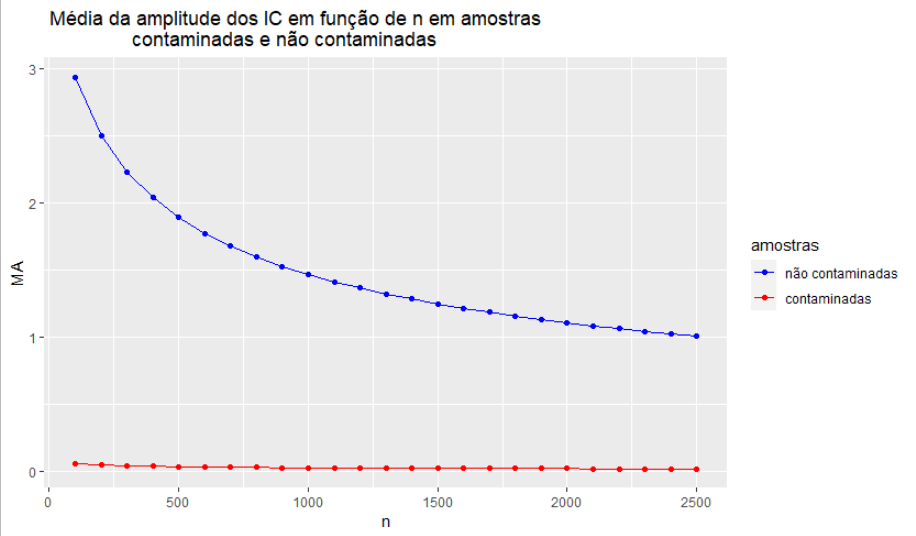 Média da amplitude dos IC em função de n em amostras
contaminadas e não contaminadas
3
2
1
0
MA
0 500 1000 1500 2000 2500
n
amostras
não contaminadas
contaminadas